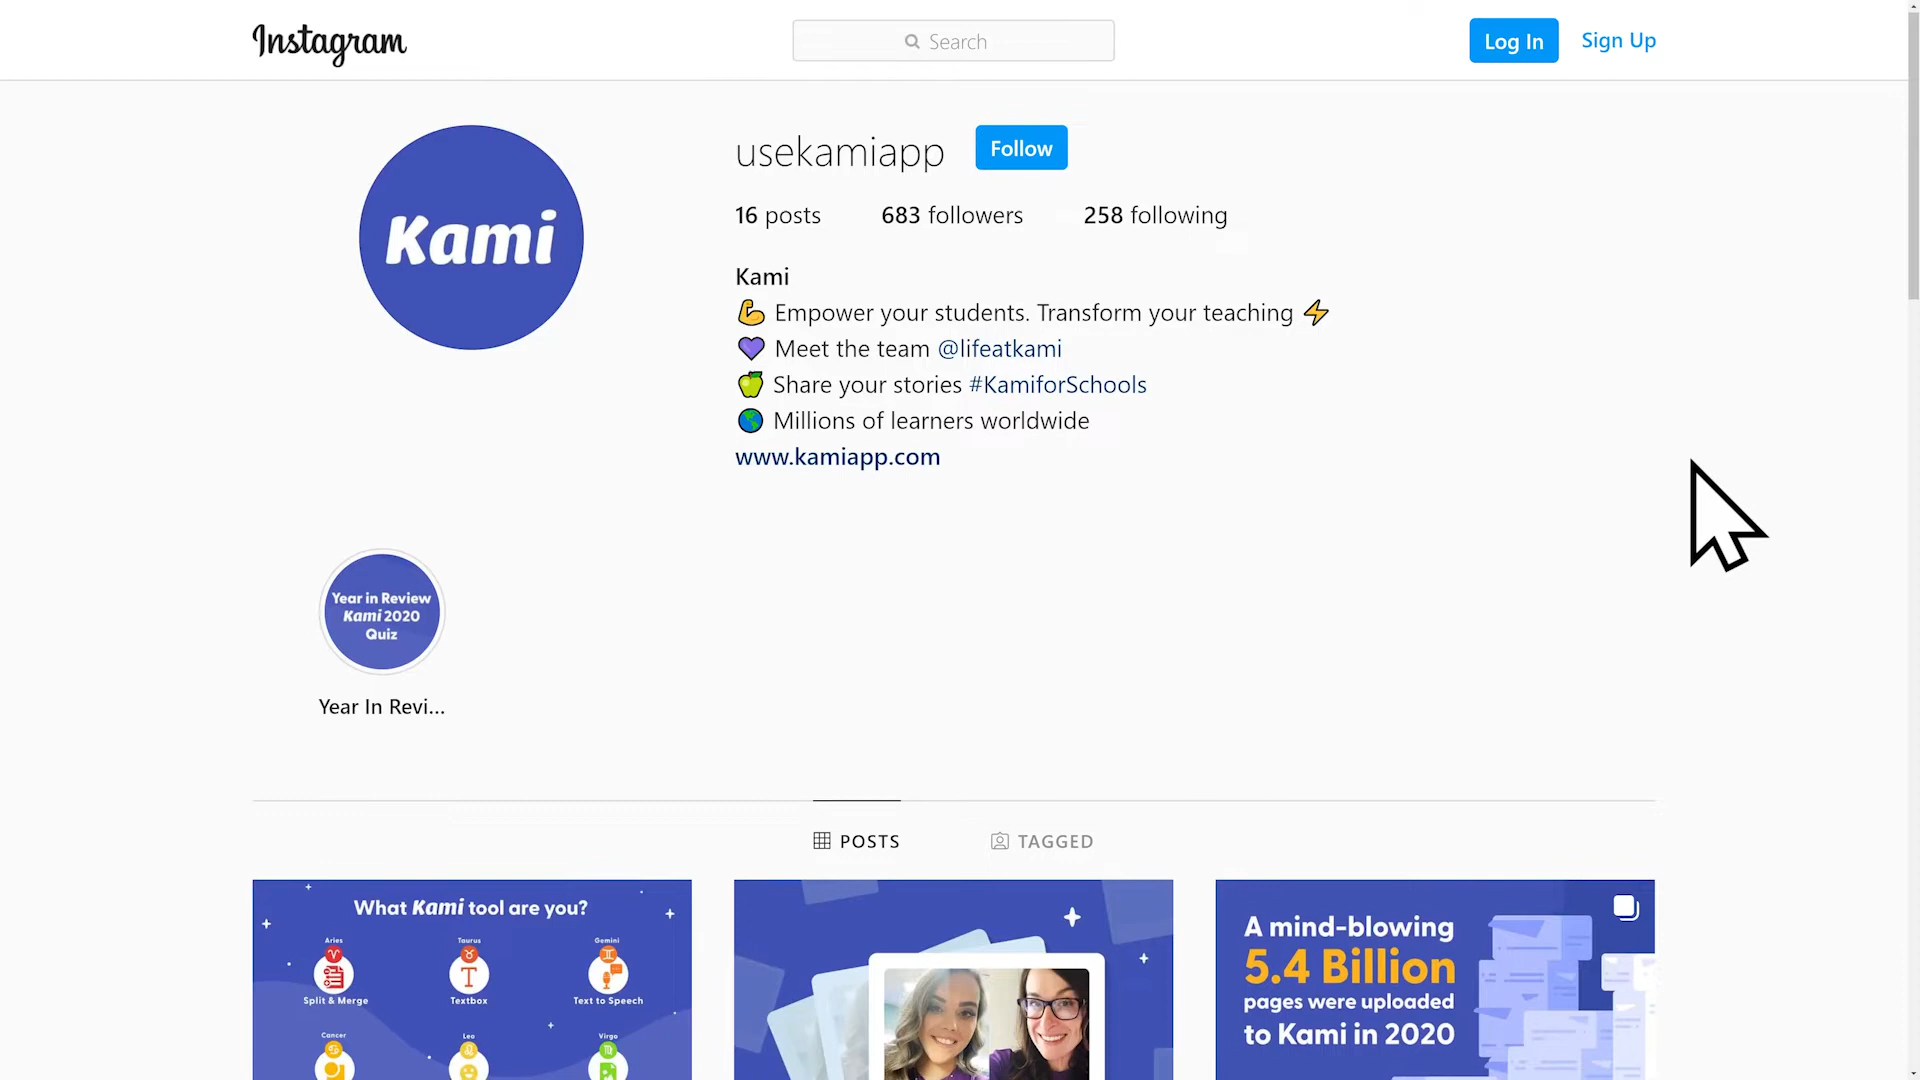 Instagram
Search
Log In
Sign Up
Kami
usekamiapp
Follow
16 posts
683 followers
258 following
Kami
💪 Empower your students. Transform your teaching ⚡
💜 Meet the team @lifeatkami
🍏 Share your stories #KamiforSchools
🌎 Millions of learners worldwide
www.kamiapp.com
Year in Review
Kami 2020
Quiz
Year In Revi...
POSTS
TAGGED
What Kami tool are you?
Aries
Taurus
Gemini
T
Split & Merge
Textbox
Text to Speech
Cancer
Leo
Virgo
A mind-blowing
5.4 Billion
pages were uploaded
to Kami in 2020